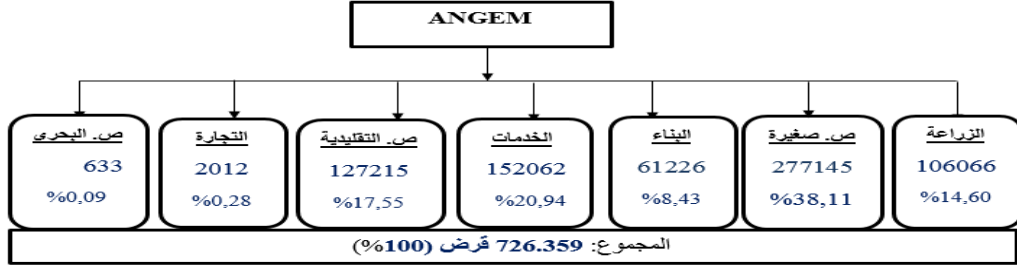 ANGEM
الزراعة
106066
%14,60
ص. صغيرة
277145
%38,11
البناء
61226
%8,43
الخدمات
152062
%20,94
ص. التقليدية
127215
%17,55
التجارة
2012
%0,28
ص. البحري
633
%0,09
المجموع: 726.359 قرض (100%)